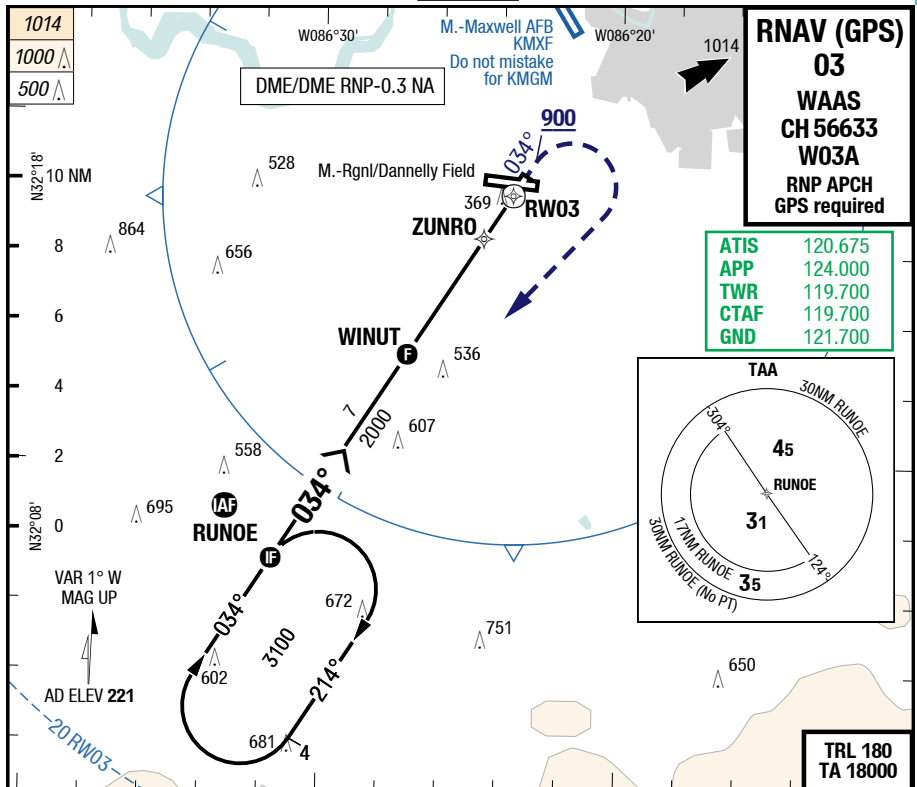 1014
1000
500
W086°30'
M.-Maxwell AFB
KMXF
Do not mistake
for KMGM
W086°20'
1014
RNAV (GPS)
03
WAAS
CH 56633
W03A
RNP APCH
GPS required
DME/DME RNP-0.3 NA
900
034°
N32°18'
10 NM
528
M.-Rgnl/Dannelly Field
369
RW03
ZUNRO
864
8
656
ATIS 120.675
APP 124.000
TWR 119.700
CTAF 119.700
GND 121.700
6
WINUT
F
536
4
7
2000
607
TAA
30NM RUNOE
304°
45
RUNOE
31
17NM RUNOE
124°
30NM RUNOE (No PT)
35
2
558
034°
695
IAF
RUNOE
N32°08'
0
IF
VAR 1° W
MAG UP
034°
672
3100
751
602
214°
650
AD ELEV 221
20 RW03
681
4
TRL 180
TA 18000